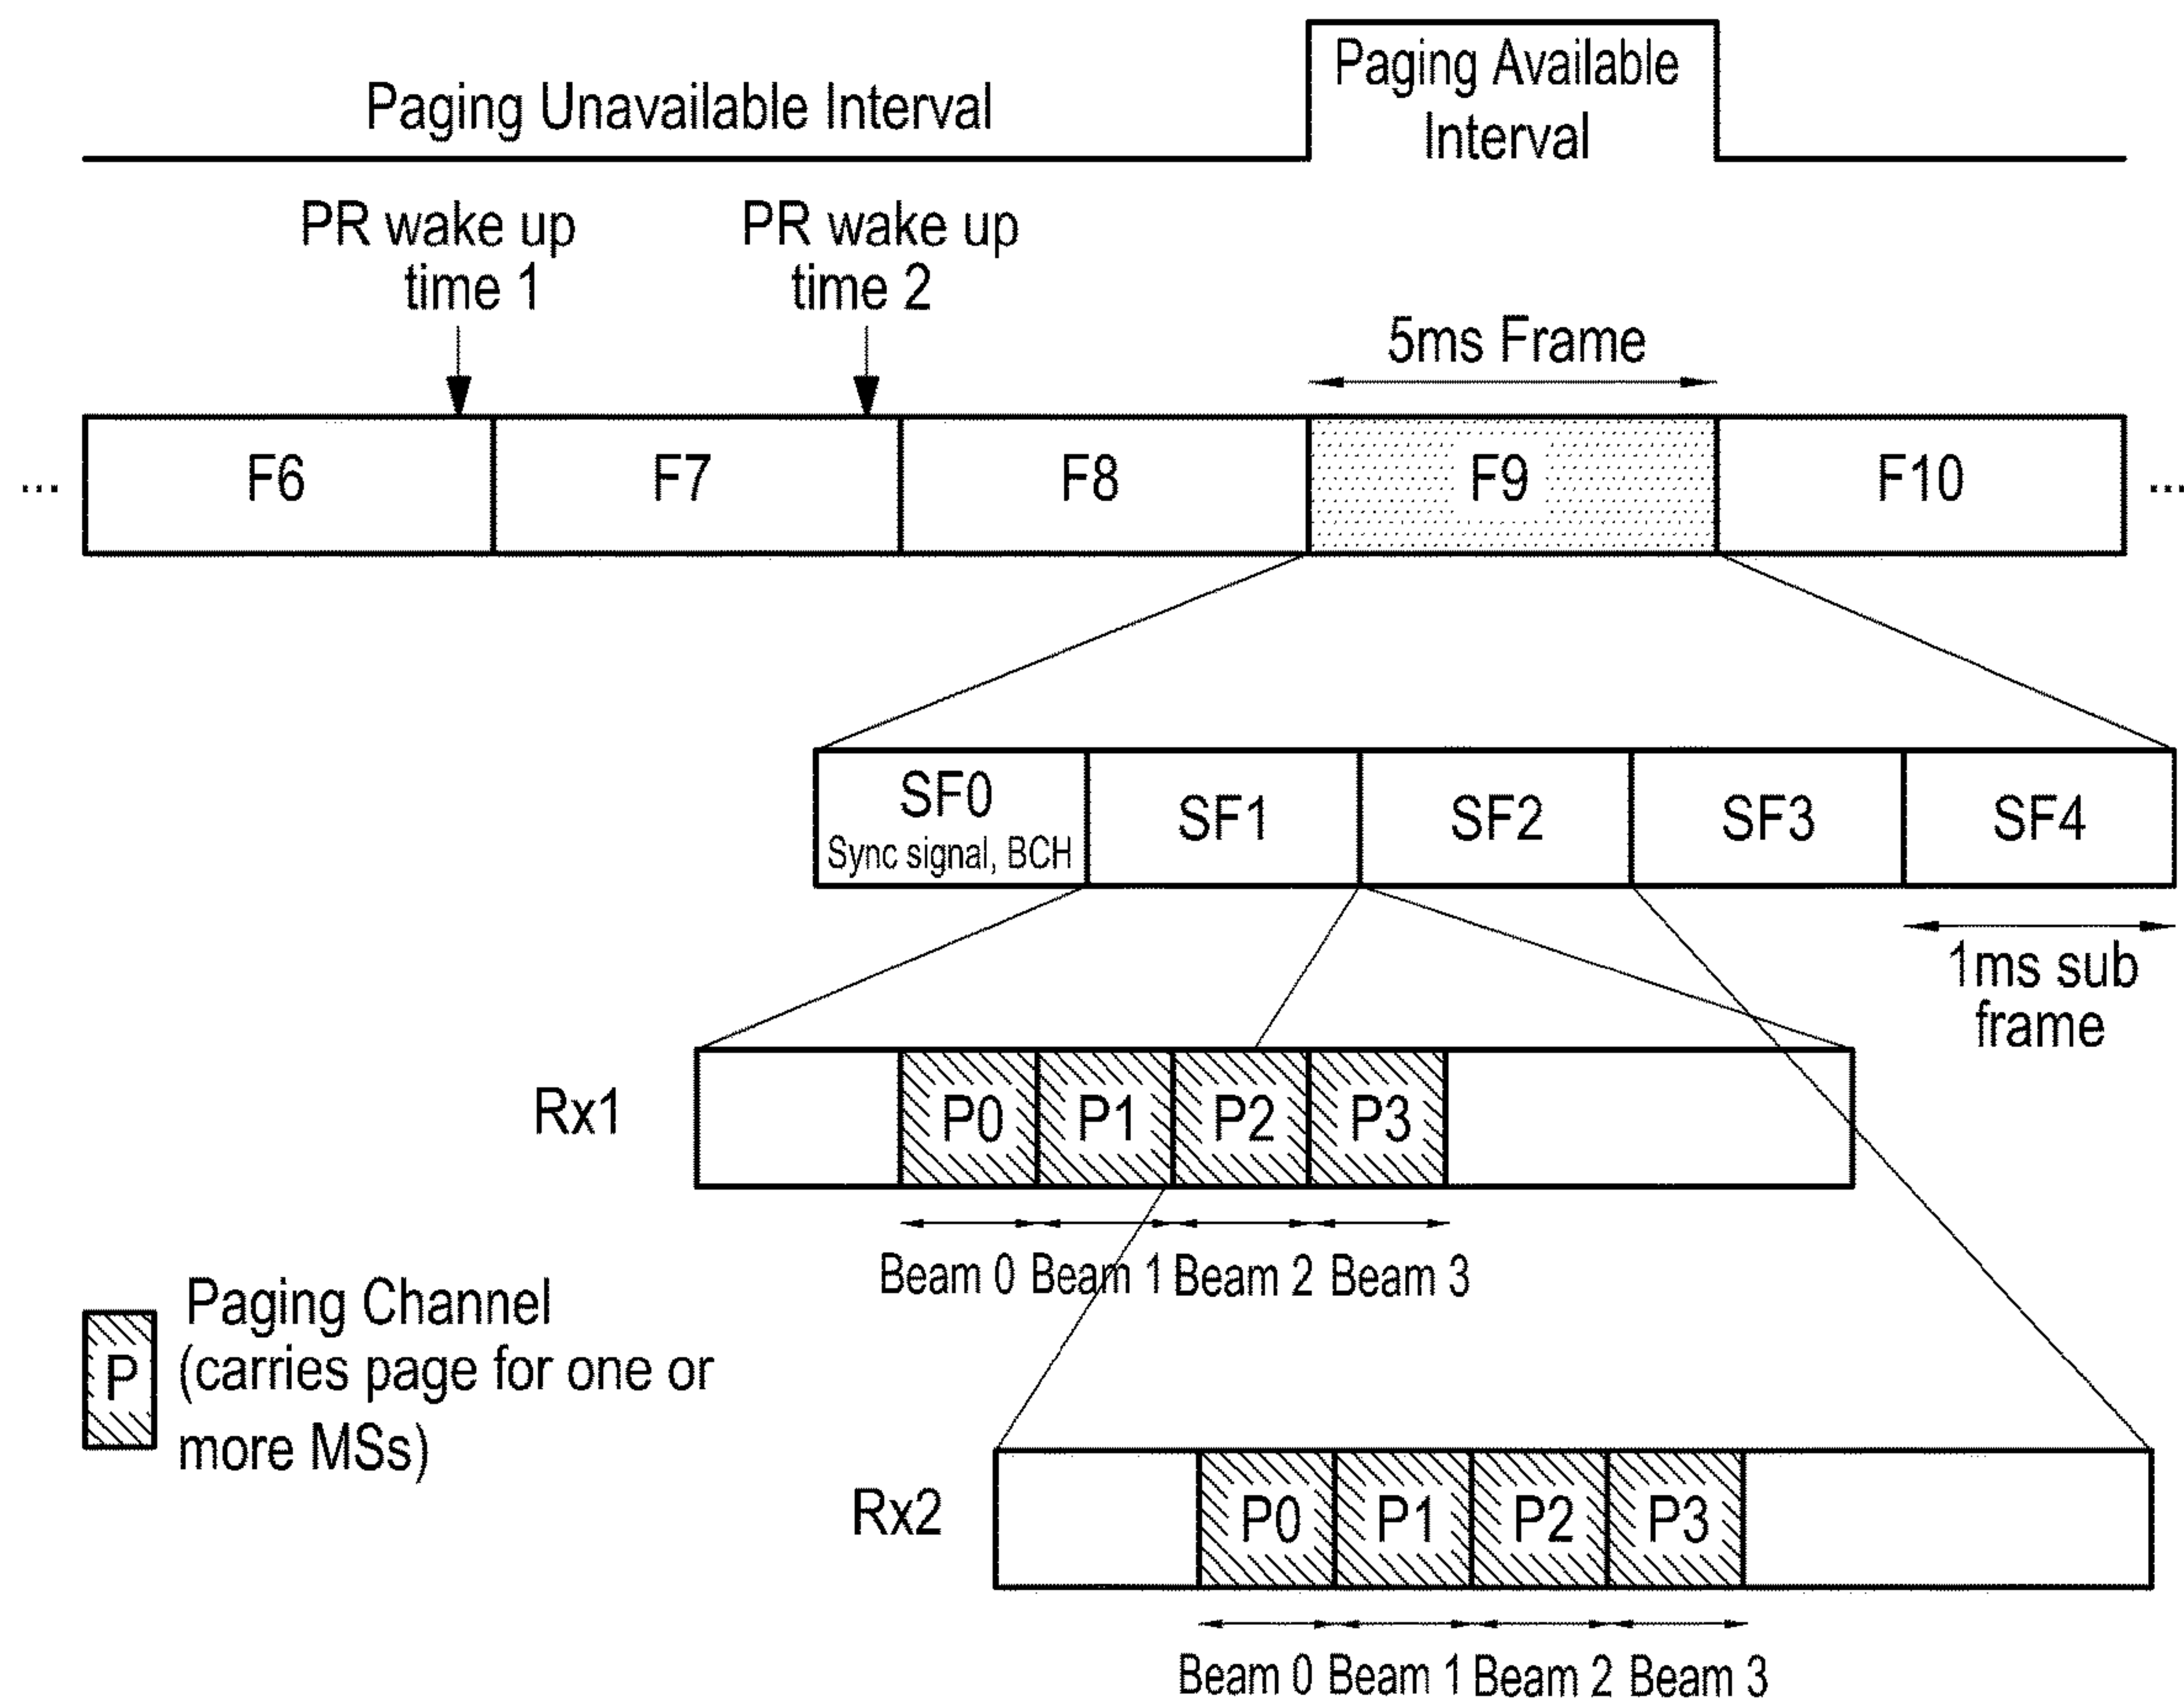 Paging Unavailable Interval
Paging Available
Interval
PR wake up
time 1
PR wake up
time 2
5ms Frame
... F6 F7 F8 F9 F10 ...
SF0 SF1 SF2 SF3 SF4
Sync signal, BCH
1ms sub
frame
Rx1 P0 P1 P2 P3
Beam 0 Beam 1 Beam 2 Beam 3
P Paging Channel
(carries page for one or
more MSs)
Rx2 P0 P1 P2 P3
Beam 0 Beam 1 Beam 2 Beam 3